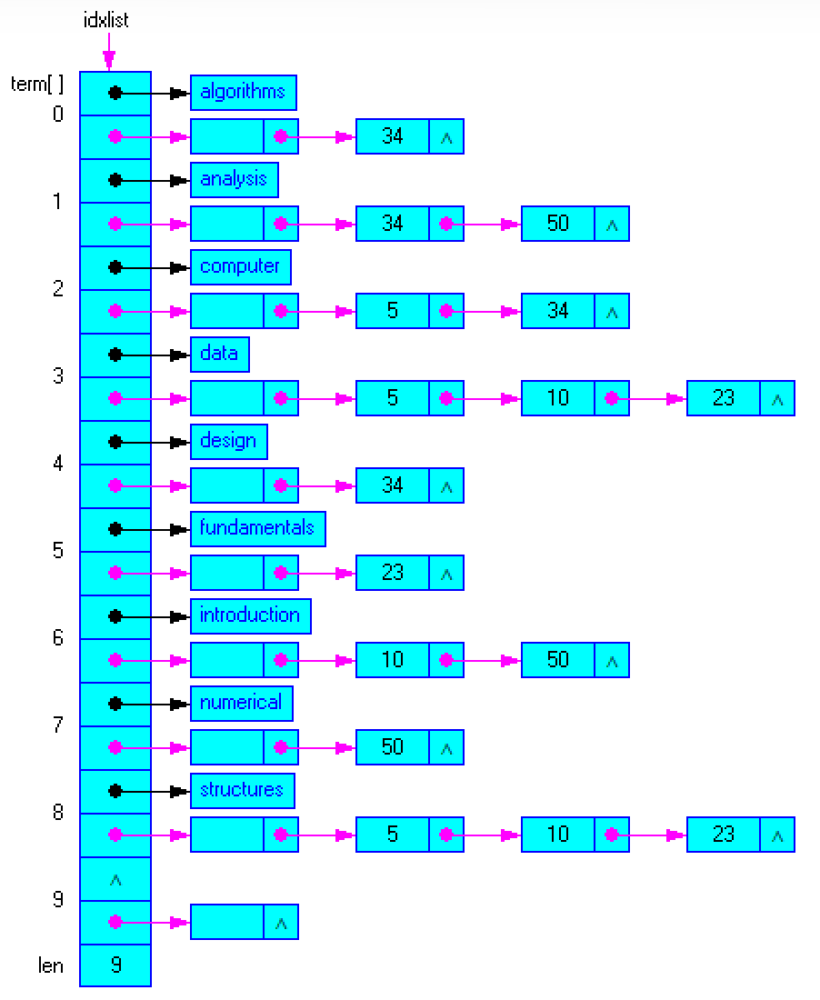 idxlist
term[ ]
algorithms
0
34 ^
analysis
1
34 50 ^
computer
2
5 34 ^
data
3
5 10 23 ^
design
4
34 ^
fundamentals
5
23 ^
introduction
6
10 50 ^
numerical
7
50 ^
structures
8
5 10 23 ^
^
9
^
len 9